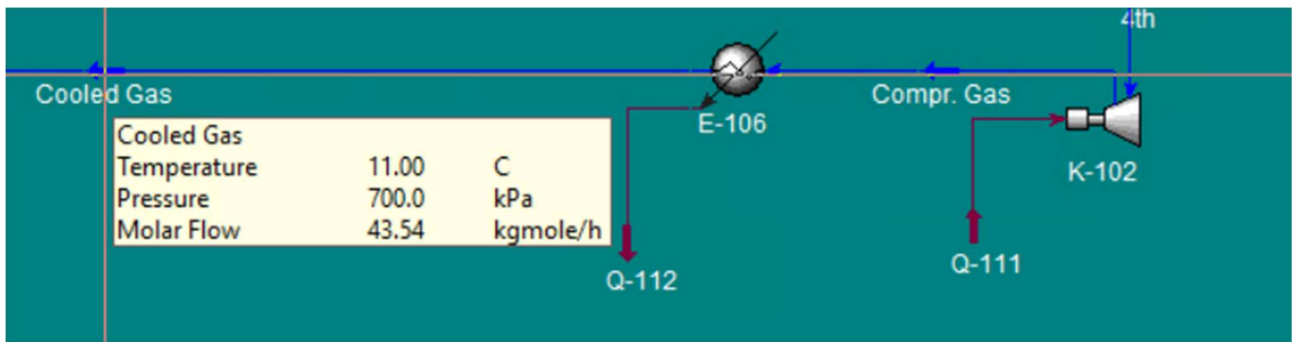 4th
Cooled Gas
Compr. Gas
E-106
K-102
Cooled Gas
Temperature 11.00 C
Pressure 700.0 kPa
Molar Flow 43.54 kgmole/h
Q-112
Q-111